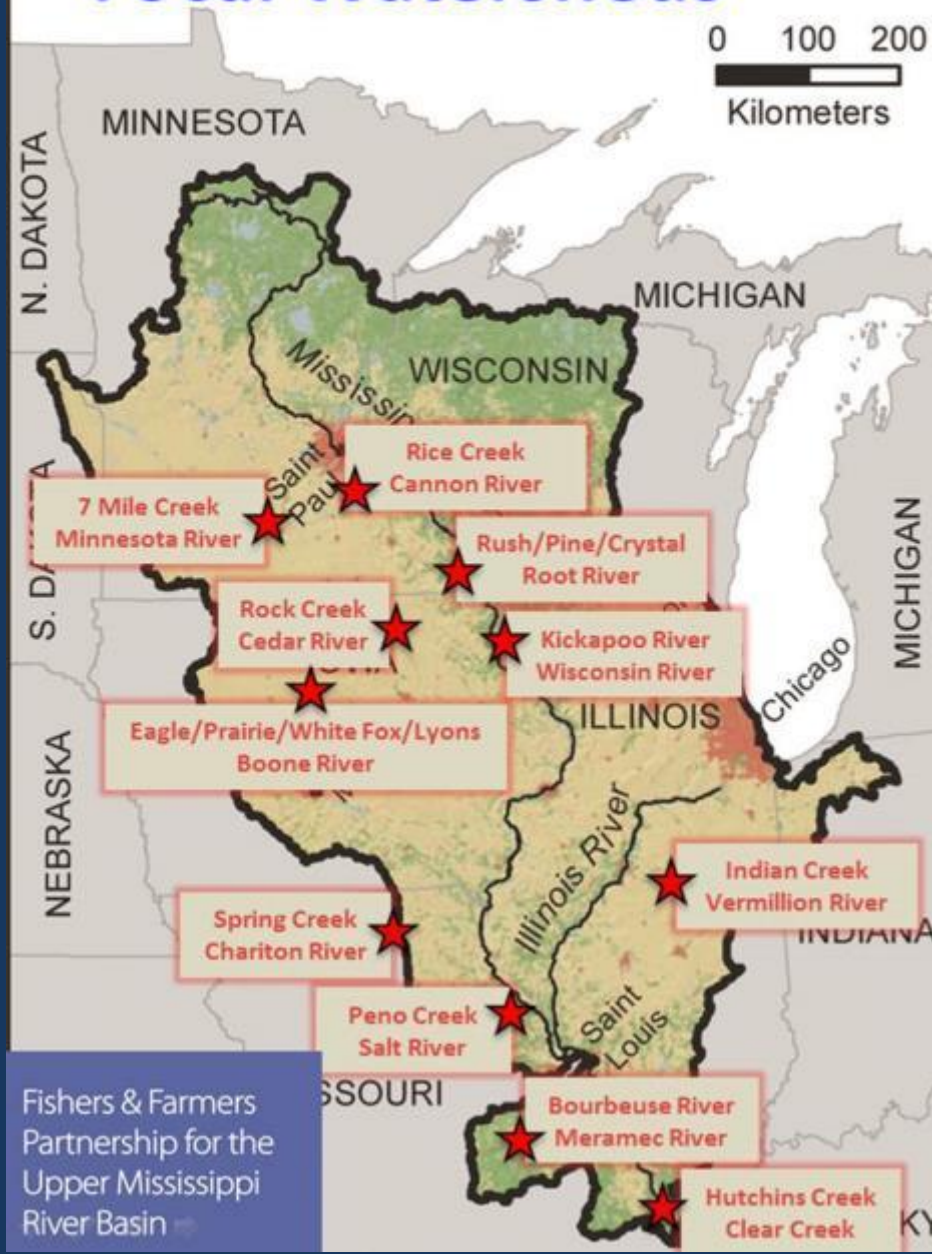 0 100 200
Kilometers
MINNESOTA
N. DAKOTA
MICHIGAN
WISCONSIN
Rice Creek
Cannon River
Saint
Paul
7 Mile Creek
Minnesota River
Rush/Pine/Crystal
Root River
S. DAKOTA
MICHIGAN
Rock Creek
Cedar River
Kickapoo River
Wisconsin River
Chicago
ILLINOIS
Eagle/Prairie/White Fox/Lyons
Boone River
NEBRASKA
Illinois River
Indian Creek
Vermillion River
INDIANA
Spring Creek
Chariton River
Saint
Louis
Peno Creek
Salt River
SSOURI
Bourbeuse River
Meramec River
Fishers & Farmers
Partnership for the
Upper Mississippi
River Basin
Hutchins Creek
Clear Creek
KY